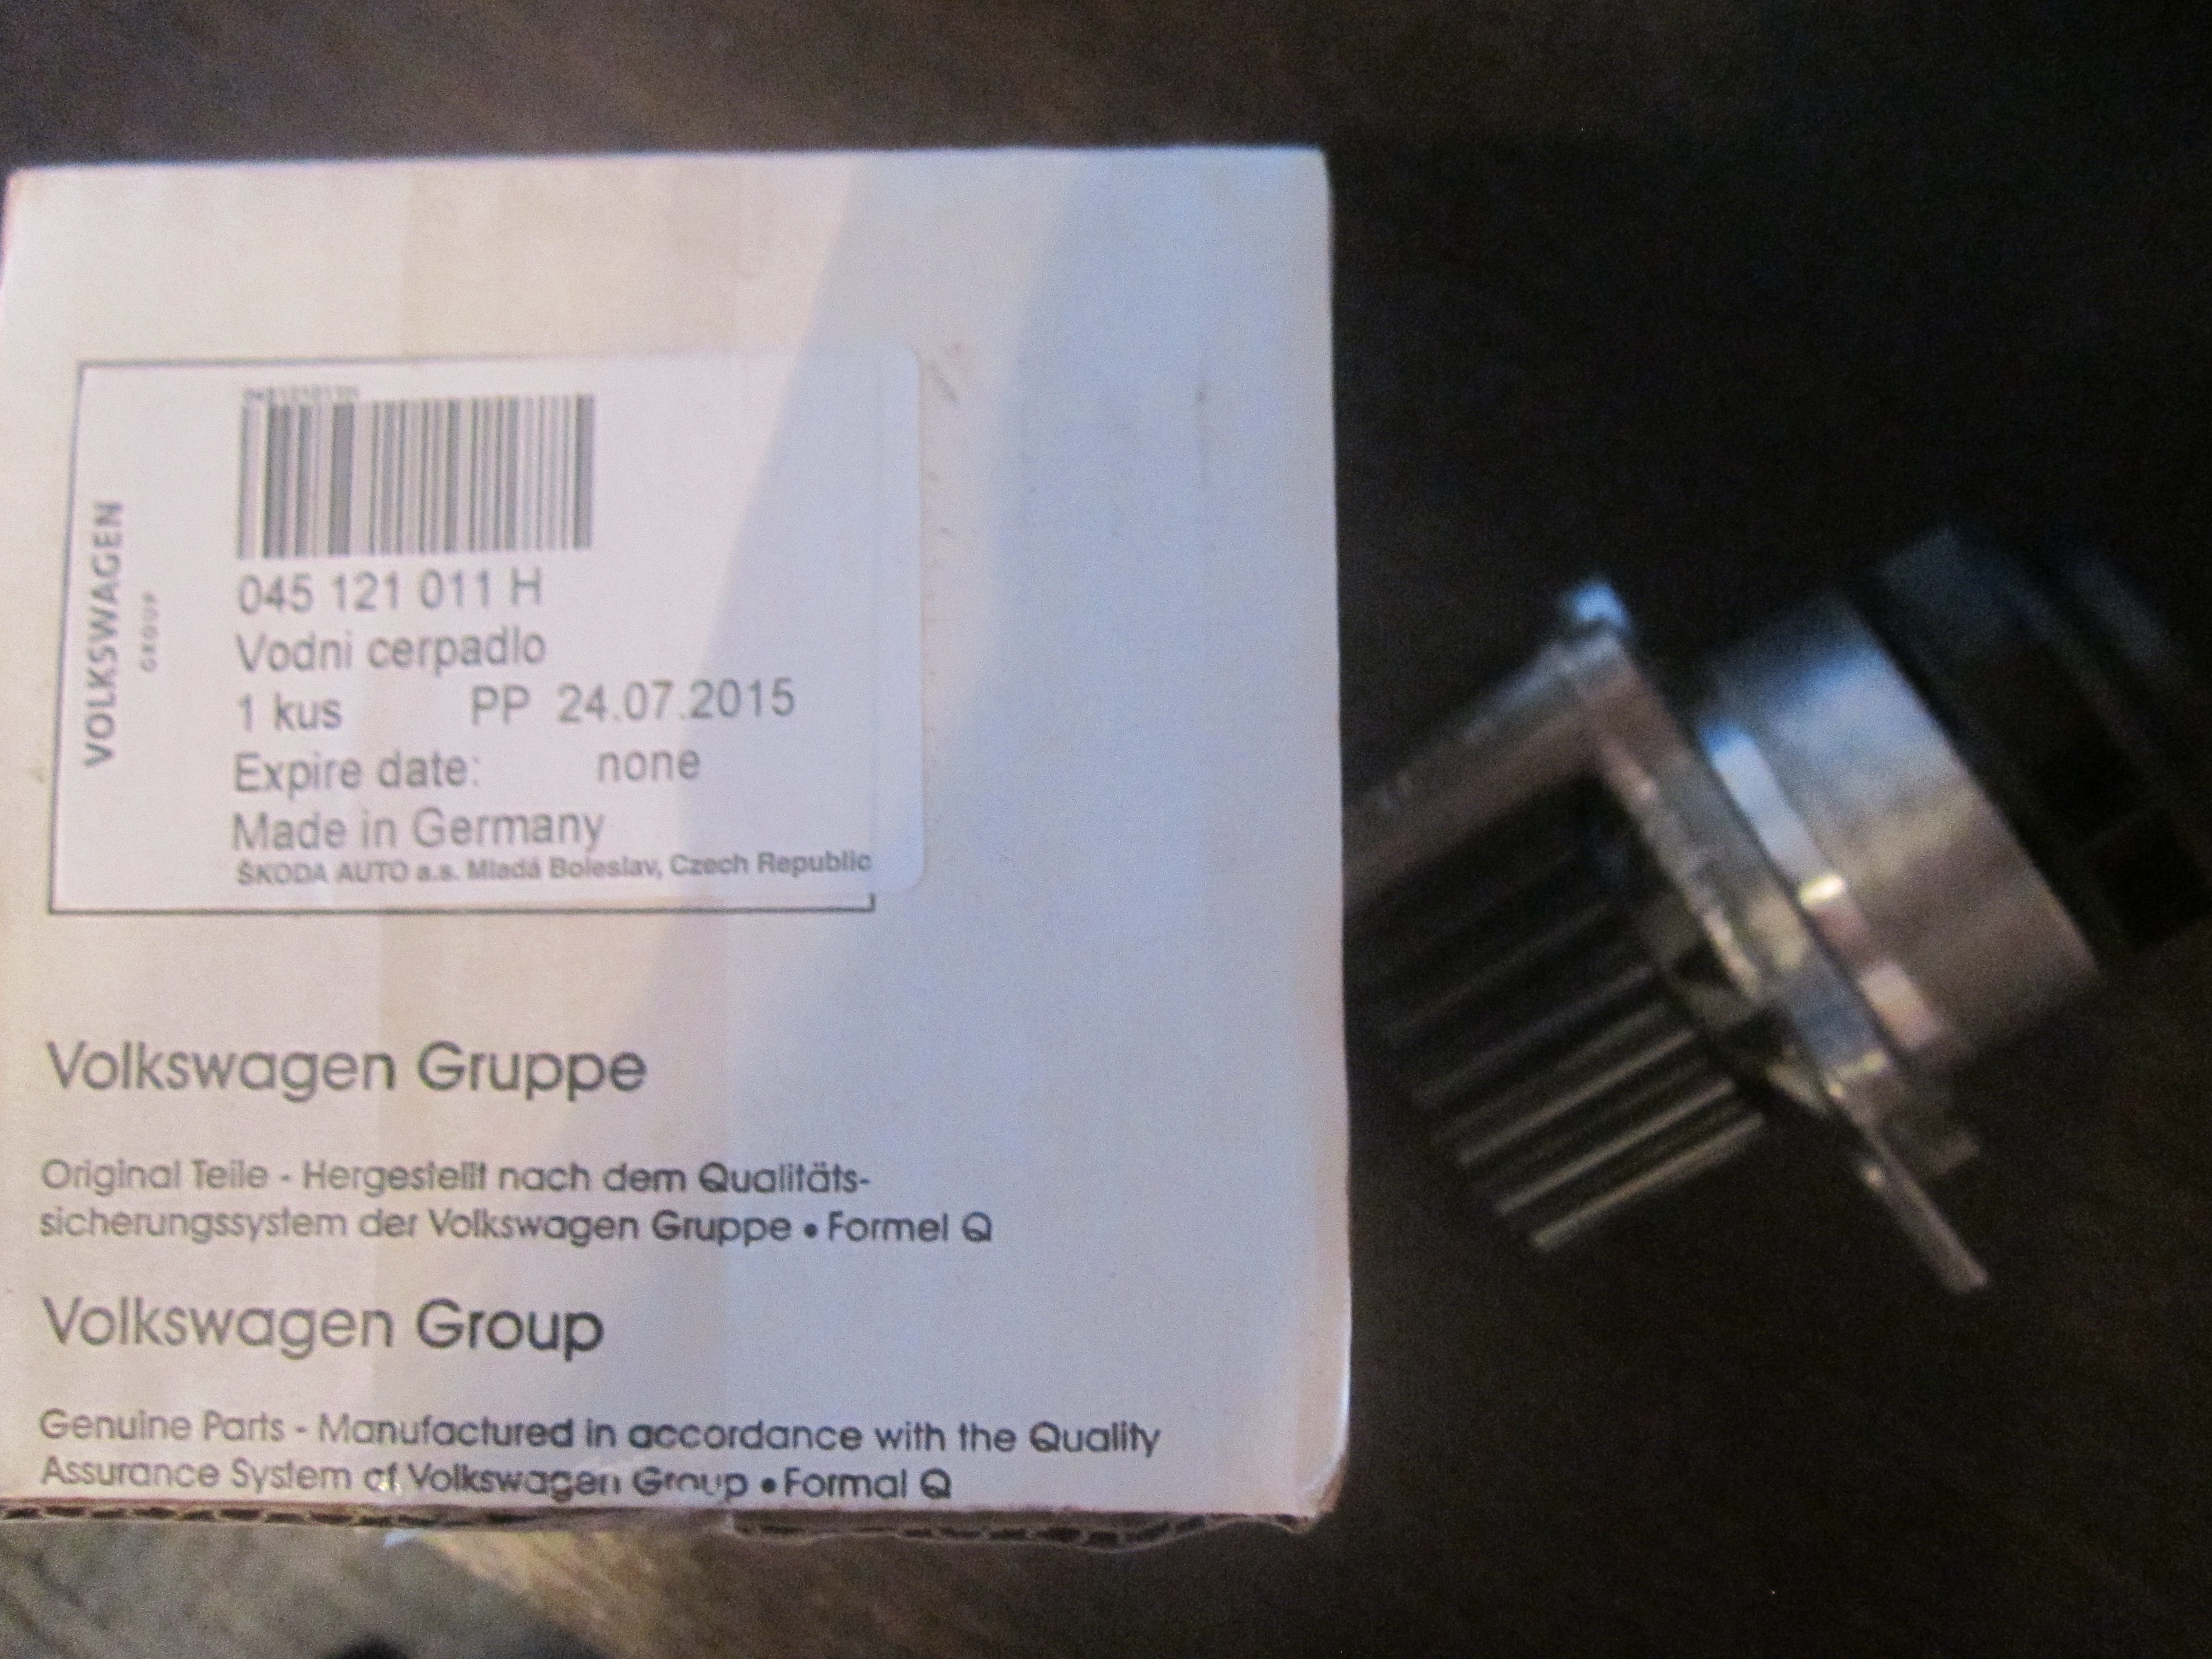 VOLKSWAGEN
GROUP
045 121 011 H
Vodni cerpadlo
1 kus PP 24.07.2015
Expire date: none
Made in Germany
ŠKODA AUTO a.s. Mladá Boleslav, Czech Republic
Volkswagen Gruppe
Original Teile - Hergestellt nach dem Qualitäts-
sicherungssystem der Volkswagen Gruppe • Formel Q
Volkswagen Group
Genuine Parts - Manufactured in accordance with the Quality
Assurance System of Volkswagen Group • Formal Q